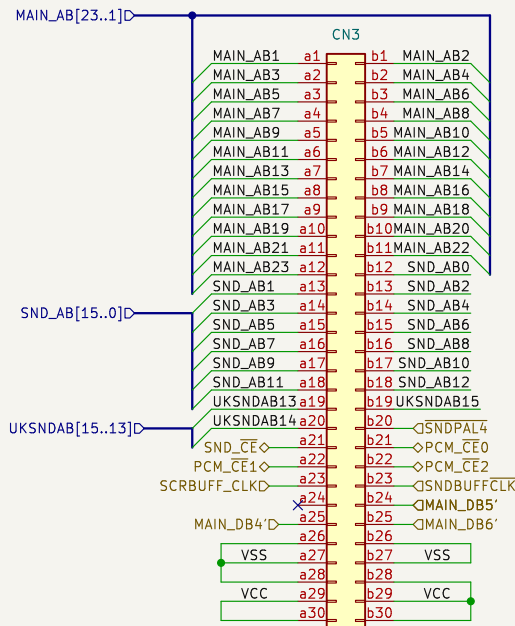 MAIN_AB[23..1]
CN3
MAIN_AB1 a1 b1 MAIN_AB2
MAIN_AB3 a2 b2 MAIN_AB4
MAIN_AB5 a3 b3 MAIN_AB6
MAIN_AB7 a4 b4 MAIN_AB8
MAIN_AB9 a5 b5 MAIN_AB10
MAIN_AB11 a6 b6 MAIN_AB12
MAIN_AB13 a7 b7 MAIN_AB14
MAIN_AB15 a8 b8 MAIN_AB16
MAIN_AB17 a9 b9 MAIN_AB18
MAIN_AB19 a10 b10 MAIN_AB20
MAIN_AB21 a11 b11 MAIN_AB22
MAIN_AB23 a12 b12 SND_AB0
SND_AB1 a13 b13 SND_AB2
SND_AB[15..0] SND_AB3 a14 b14 SND_AB4
SND_AB5 a15 b15 SND_AB6
SND_AB7 a16 b16 SND_AB8
SND_AB9 a17 b17 SND_AB10
SND_AB11 a18 b18 SND_AB12
UKSNDAB13 a19 b19 UKSNDAB15
UKSNDAB[15..13] UKSNDAB14 a20 b20 SNDPAL4
SND_CE a21 b21 PCM_CE0
PCM_CE1 a22 b22 PCM_CE2
SCRBUFF_CLK a23 b23 SNDBUFFCLK
a24 b24 MAIN_DB5'
MAIN_DB4' a25 b25 MAIN_DB6'
a26 b26
VSS a27 b27 VSS
a28 b28
VCC a29 b29 VCC
a30 b30